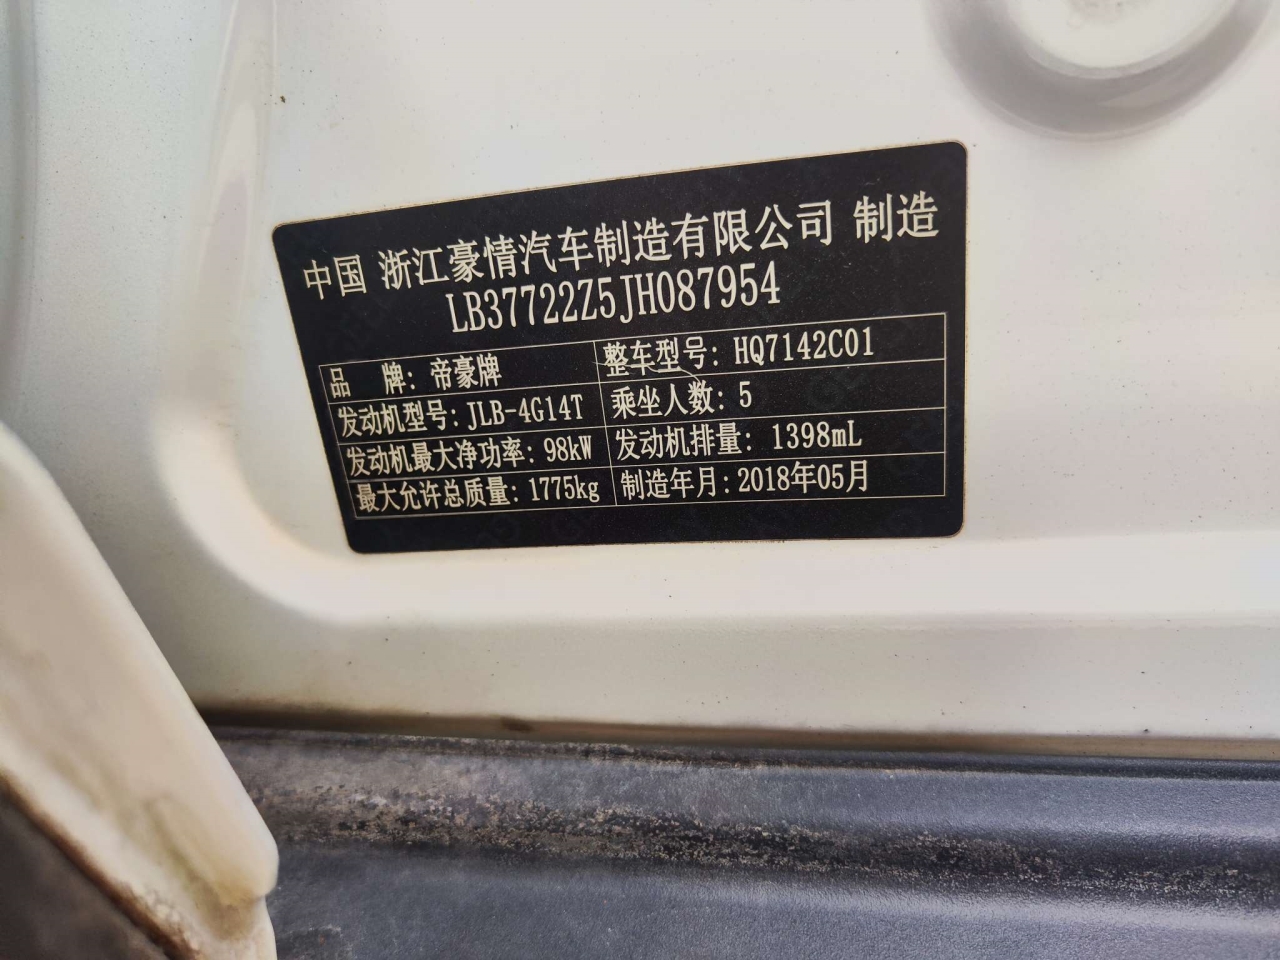 中国 浙江豪情汽车制造有限公司 制造
LB37722Z5JH087954
品 牌: 帝豪牌 整车型号: HQ7142C01
发动机型号: JLB-4G14T 乘坐人数: 5
发动机最大净功率: 98kW 发动机排量: 1398mL
最大允许总质量: 1775kg 制造年月: 2018年05月